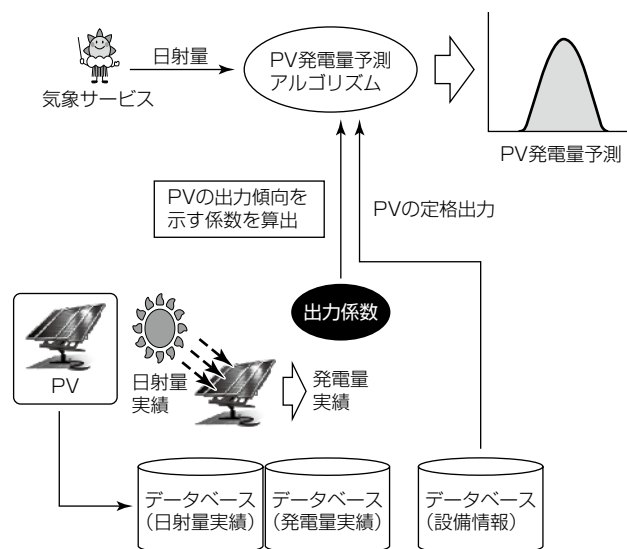 日射量
気象サービス
PV発電量予測
アルゴリズム
PV発電量予測
PVの出力傾向を
示す係数を算出
PVの定格出力
出力係数
PV
日射量
実績
発電量
実績
データベース
(日射量実績)
データベース
(発電量実績)
データベース
(設備情報)